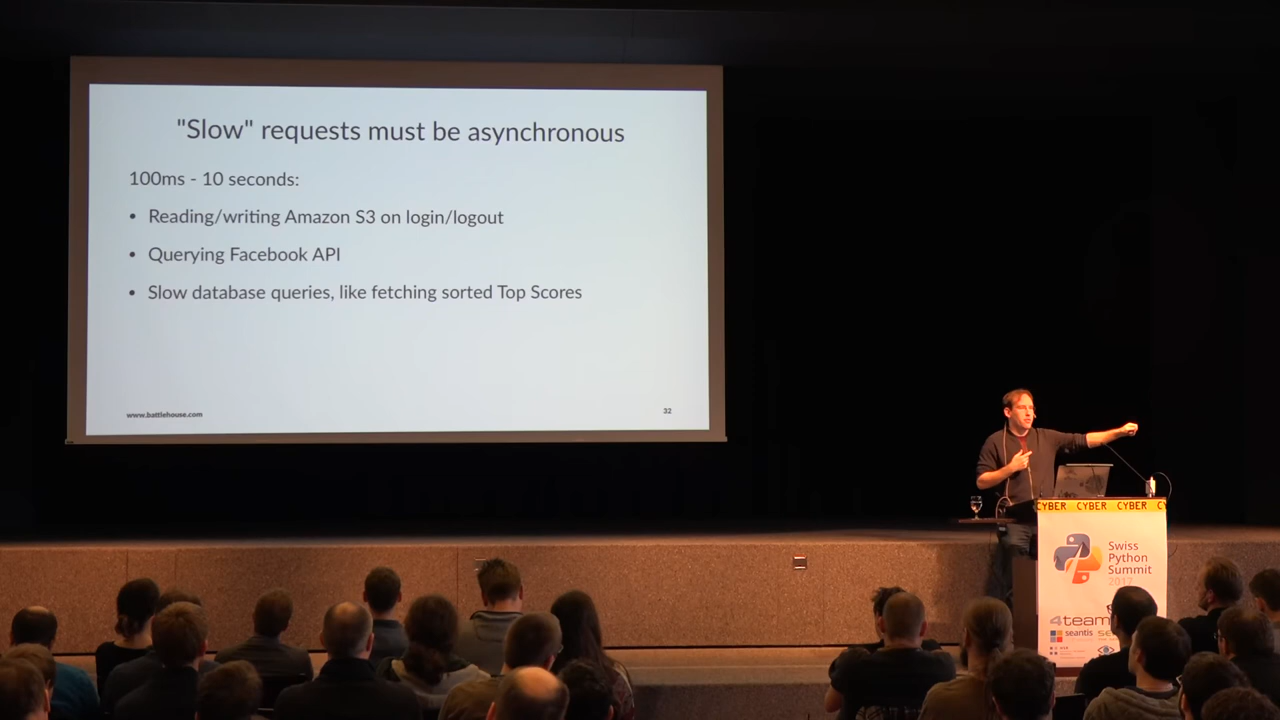 "Slow" requests must be asynchronous
100ms - 10 seconds:
• Reading/writing Amazon S3 on login/logout
• Querying Facebook API
• Slow database queries, like fetching sorted Top Scores
www.battlehouse.com
32
CYBER CYBER CYBER C
Swiss
Python
Summit
2017
4team
seantis